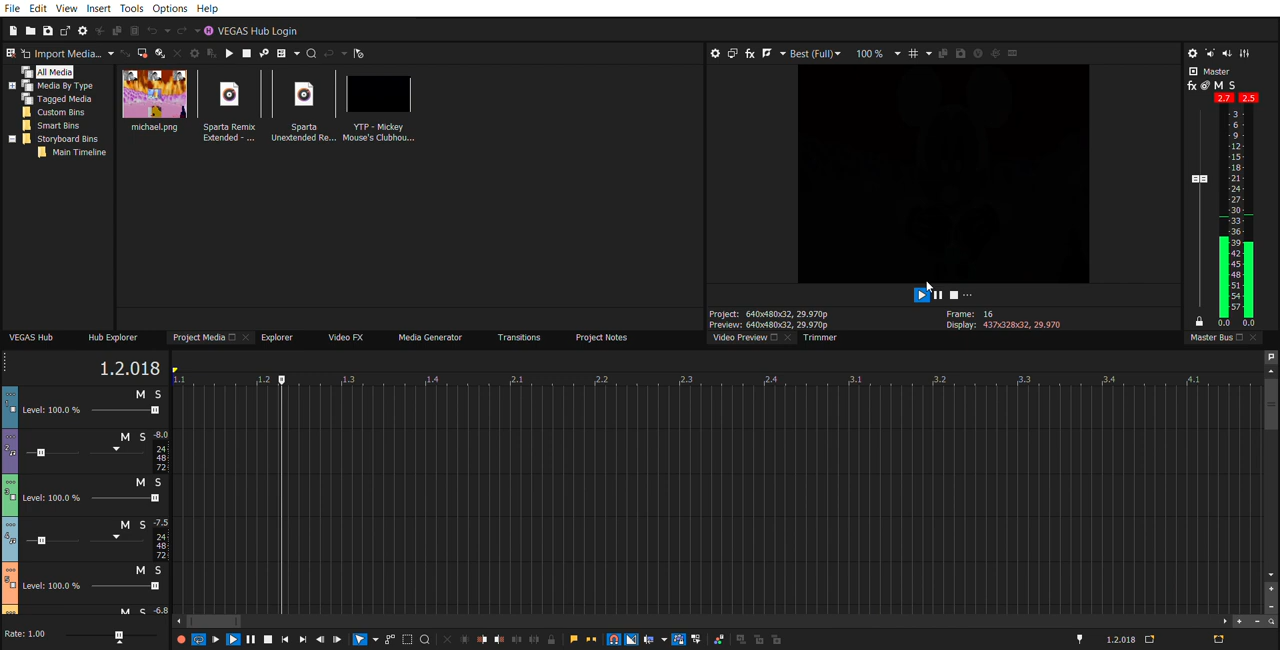 File Edit View Insert Tools Options Help
VEGAS Hub Login
Import Media...
Best (Full) 100 %
All Media
Media By Type
Tagged Media
Custom Bins
Smart Bins
Storyboard Bins
Main Timeline
michael.png
Sparta Remix
Extended - ...
Sparta
Unextended Re...
YTP - Mickey
Mouse's Clubhou...
Master
fx M S
2.7 2.5
3
6
9
12
15
18
21
24
27
30
33
36
39
42
45
48
51
54
57
0.0 0.0
Project: 640x480x32, 29.970p
Preview: 640x480x32, 29.970p
Frame: 16
Display: 437x328x32, 29.970
VEGAS Hub Hub Explorer Project Media Explorer Video FX Media Generator Transitions Project Notes
Video Preview Trimmer
Master Bus
1.2.018
1.1 1.2 1.3 1.4 2.1 2.2 2.3 2.4 3.1 3.2 3.3 3.4 4.1
M S
Level: 100.0 %
M S -8.0
24
48
72
M S
Level: 100.0 %
M S -7.5
24
48
72
M S
Level: 100.0 %
M S -6.8
Rate: 1.00
1.2.018